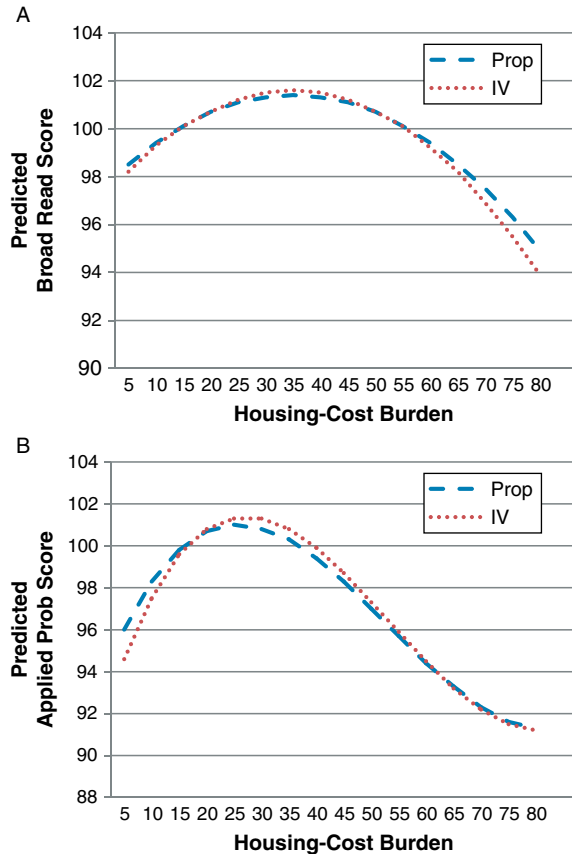 A
104
102
100
98
96
94
92
90
Predicted
Broad Read Score
Prop
IV
5 10 15 20 25 30 35 40 45 50 55 60 65 70 75 80
Housing-Cost Burden
B
104
102
100
98
96
94
92
90
88
Predicted
Applied Prob Score
Prop
IV
5 10 15 20 25 30 35 40 45 50 55 60 65 70 75 80
Housing-Cost Burden